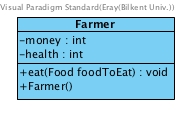 Visual Paradigm Standard(Eray(Bilkent Univ.))
Farmer
-money : int
-health : int
+eat(Food foodToEat) : void
+Farmer()